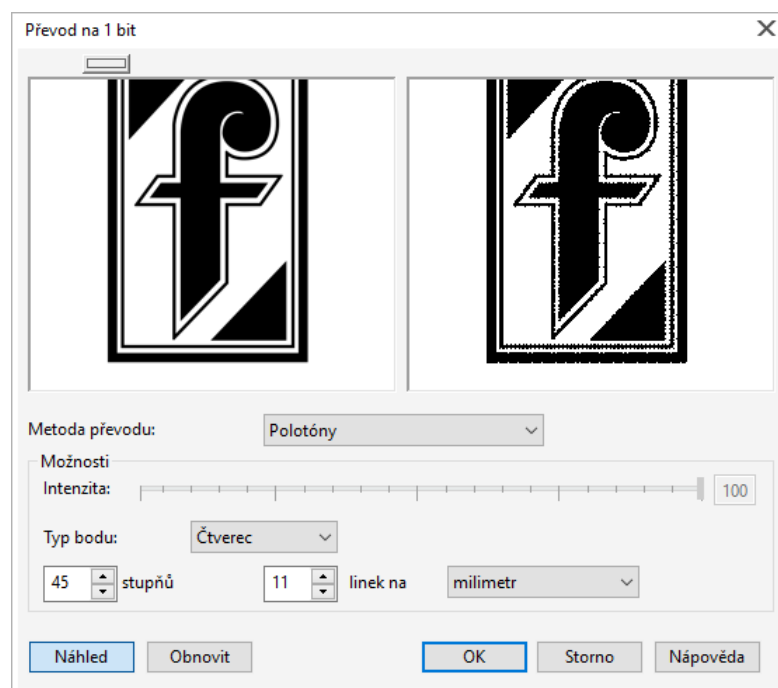 Převod na 1 bit
f
f
Metoda převodu: Polotóny
Možnosti
Intenzita: 100
Typ bodu: Čtverec
45 stupňů 11 linek na milimetr
Náhled Obnovit OK Storno Nápověda